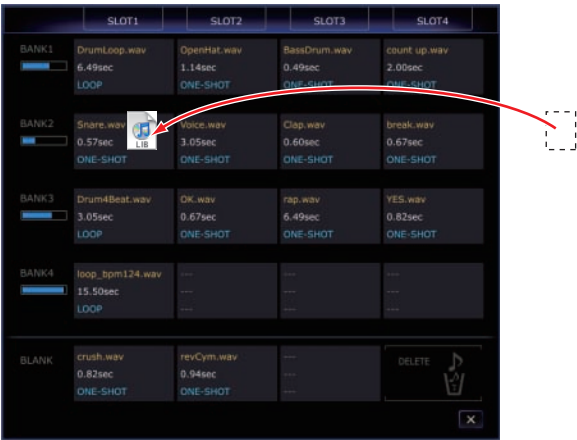 SLOT1 SLOT2 SLOT3 SLOT4
BANK1 DrumLoop.wav OpenHat.wav BassDrum.wav count up.wav
6.49sec 1.14sec 0.49sec 2.00sec
LOOP ONE-SHOT ONE-SHOT ONE-SHOT
BANK2 Snare.wav Voice.wav Clap.wav break.wav
LIB
0.57sec 3.05sec 0.60sec 0.67sec
ONE-SHOT ONE-SHOT ONE-SHOT ONE-SHOT
BANK3 Drum4Beat.wav OK.wav rap.wav YES.wav
3.05sec 0.67sec 6.49sec 0.82sec
LOOP ONE-SHOT ONE-SHOT ONE-SHOT
BANK4 loop_bpm124.wav --- --- ---
15.50sec --- --- ---
LOOP --- --- ---
BLANK crush.wav revCym.wav --- DELETE
0.82sec 0.94sec ---
ONE-SHOT ONE-SHOT ---